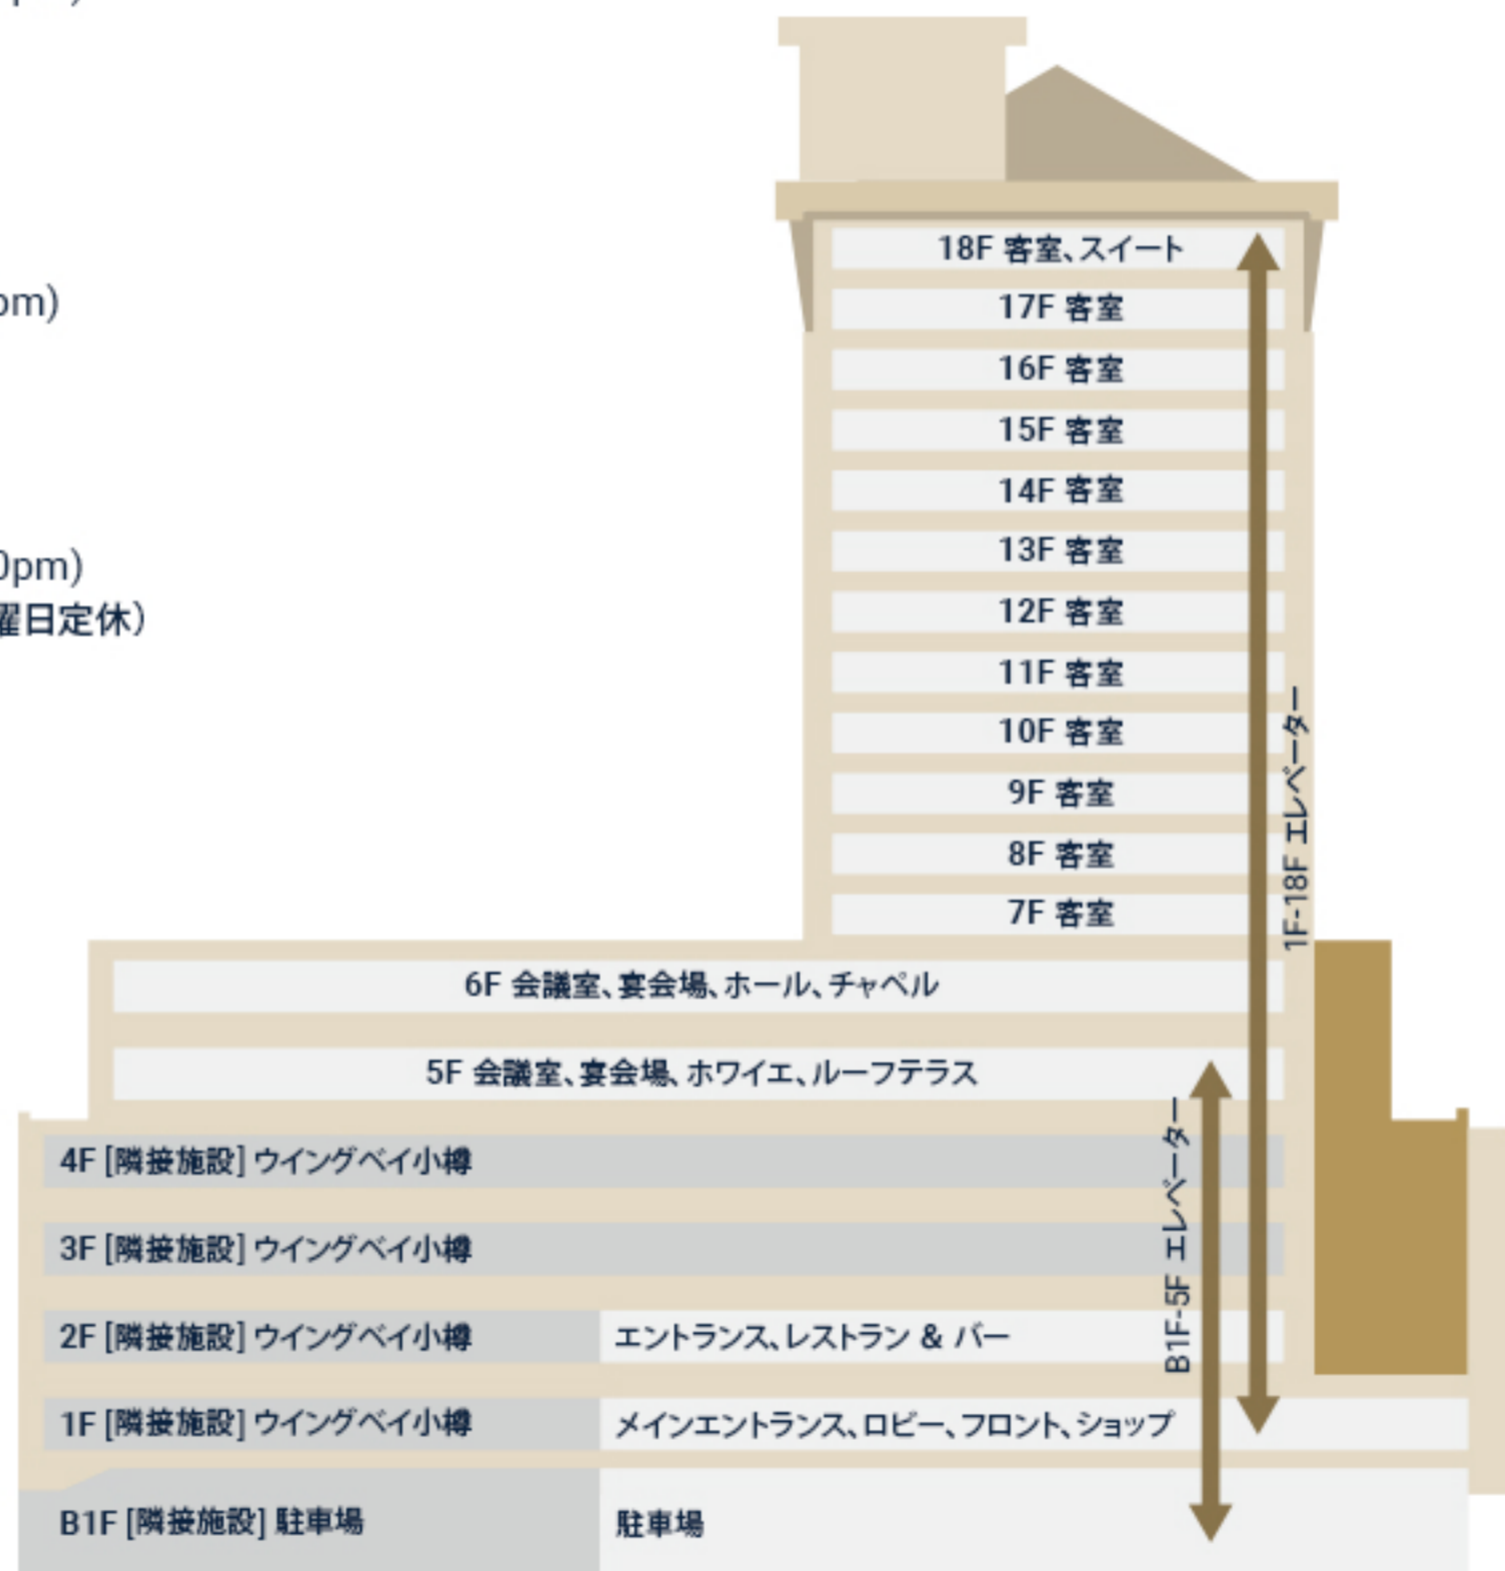 pm)
0pm)
曜日定休）
18F 客室、スイート
17F 客室
16F 客室
15F 客室
14F 客室
13F 客室
12F 客室
11F 客室
10F 客室
9F 客室
8F 客室
7F 客室
1F-18F エレベーター
6F 会議室、宴会場、ホール、チャペル
5F 会議室、宴会場、ホワイエ、ルーフテラス
B1F-5F エレベーター
4F [隣接施設] ウイングベイ小樽
3F [隣接施設] ウイングベイ小樽
2F [隣接施設] ウイングベイ小樽 エントランス、レストラン & バー
1F [隣接施設] ウイングベイ小樽 メインエントランス、ロビー、フロント、ショップ
B1F [隣接施設] 駐車場 駐車場